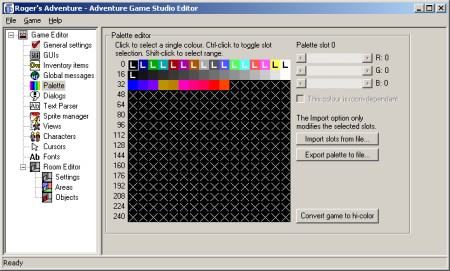 Roger's Adventure - Adventure Game Studio Editor
File Game Help
Game Editor
General settings
GUIs
Inventory items
Global messages
Palette
Dialogs
Text Parser
Sprite manager
Views
Characters
Cursors
Fonts
Room Editor
Settings
Areas
Objects
Palette editor
Click to select a single colour. Ctrl-click to toggle slot
selection. Shift-click to select range.
0
16
32
48
64
80
96
112
128
144
160
176
192
208
224
240
Palette slot 0
R: 0
G: 0
B: 0
This colour is room-dependent
The Import option only
modifies the selected slots.
Import slots from file...
Export palette to file...
Convert game to hi-color
Ready